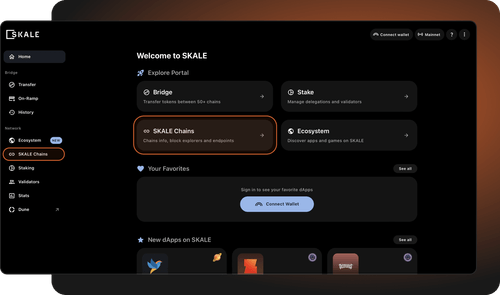 SKALE
Connect wallet
Mainnet
?
Home
Bridge
Transfer
On-Ramp
History
Network
Ecosystem
NEW
SKALE Chains
Staking
Validators
Stats
Dune
Welcome to SKALE
Explore Portal
Bridge
Transfer tokens between 50+ chains
Stake
Manage delegations and validators
SKALE Chains
Chains info, block explorers and endpoints
Ecosystem
Discover apps and games on SKALE
Your Favorites
See all
Sign in to see your favorite dApps
Connect Wallet
New dApps on SKALE
See all